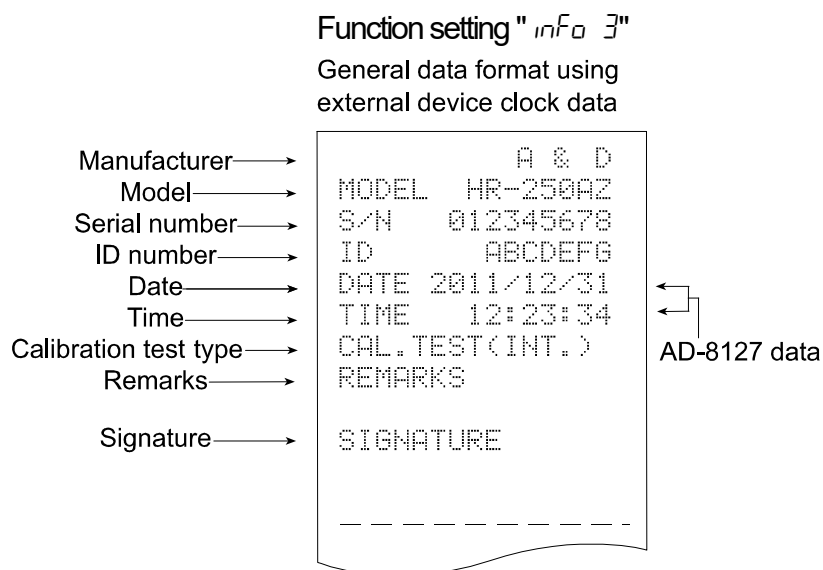 Function setting " info 3"
General data format using
external device clock data
Manufacturer A & D
Model MODEL HR-250AZ
Serial number S/N 012345678
ID number ID ABCDEFG
Date DATE 2011/12/31
Time TIME 12:23:34
Calibration test type CAL.TEST(INT.) AD-8127 data
Remarks REMARKS
Signature SIGNATURE